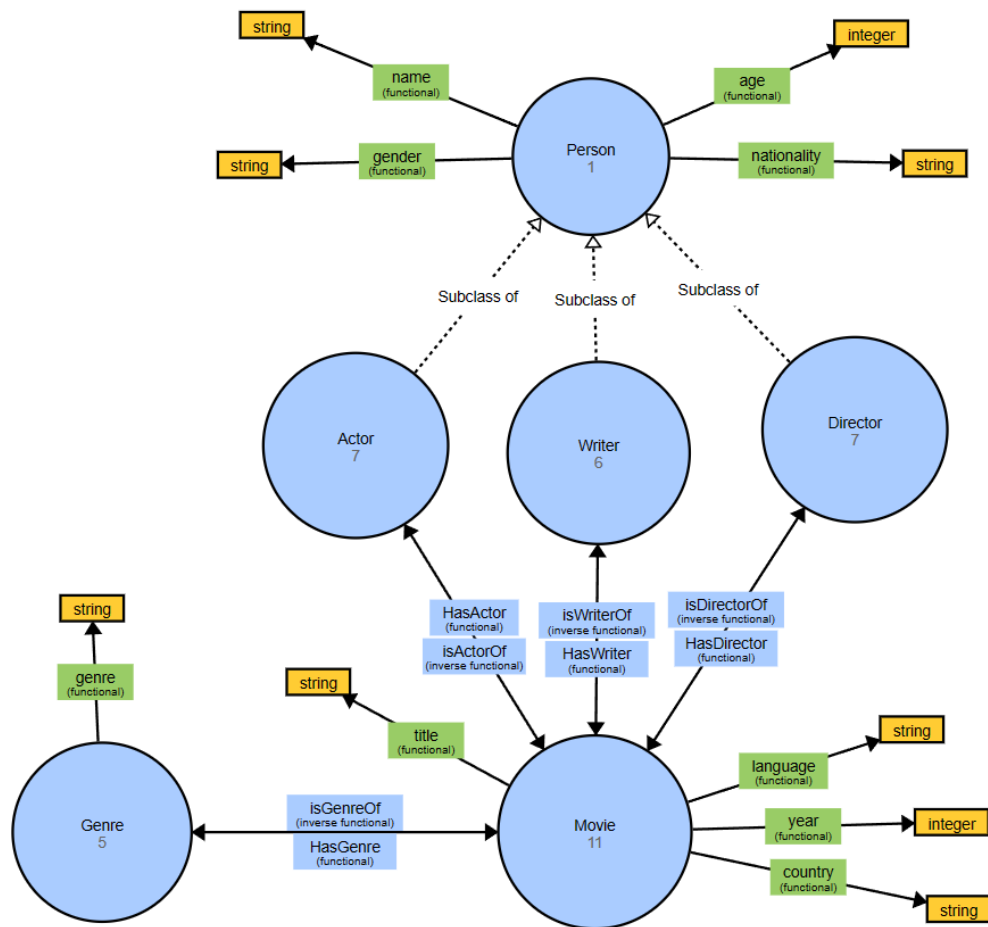 string
integer
name
(functional)
age
(functional)
string
gender
(functional)
Person
1
nationality
(functional)
string
Subclass of
Subclass of
Subclass of
Actor
7
Writer
6
Director
7
string
HasActor
(functional)
isActorOf
(inverse functional)
isWriterOf
(inverse functional)
HasWriter
(functional)
isDirectorOf
(inverse functional)
HasDirector
(functional)
genre
(functional)
string
title
(functional)
string
language
(functional)
Genre
5
isGenreOf
(inverse functional)
HasGenre
(functional)
Movie
11
year
(functional)
integer
country
(functional)
string